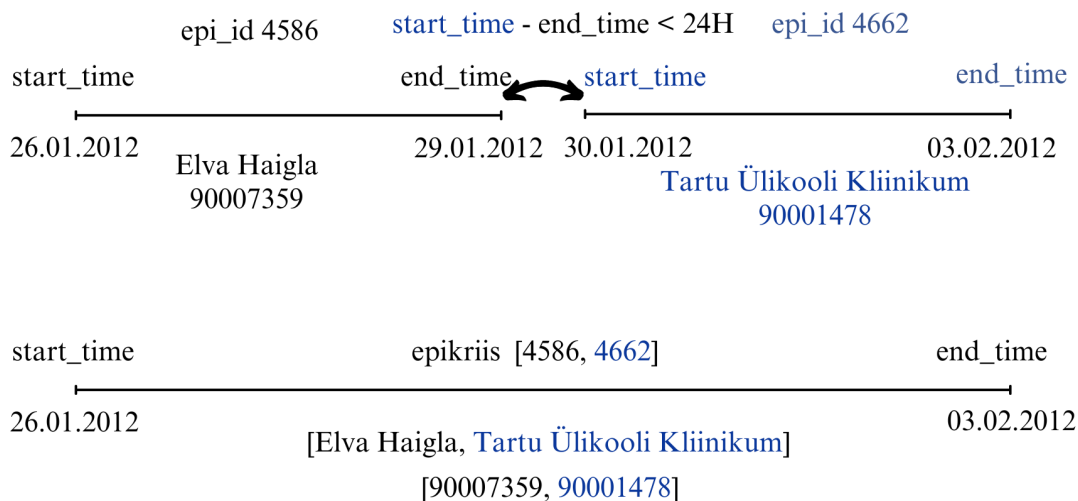 epi_id 4586 start_time - end_time < 24H epi_id 4662
start_time end_time start_time end_time
26.01.2012 29.01.2012 30.01.2012 03.02.2012
Elva Haigla Tartu Ülikooli Kliinikum
90007359 90001478
start_time epikriis [4586, 4662] end_time
26.01.2012 03.02.2012
[Elva Haigla, Tartu Ülikooli Kliinikum]
[90007359, 90001478]